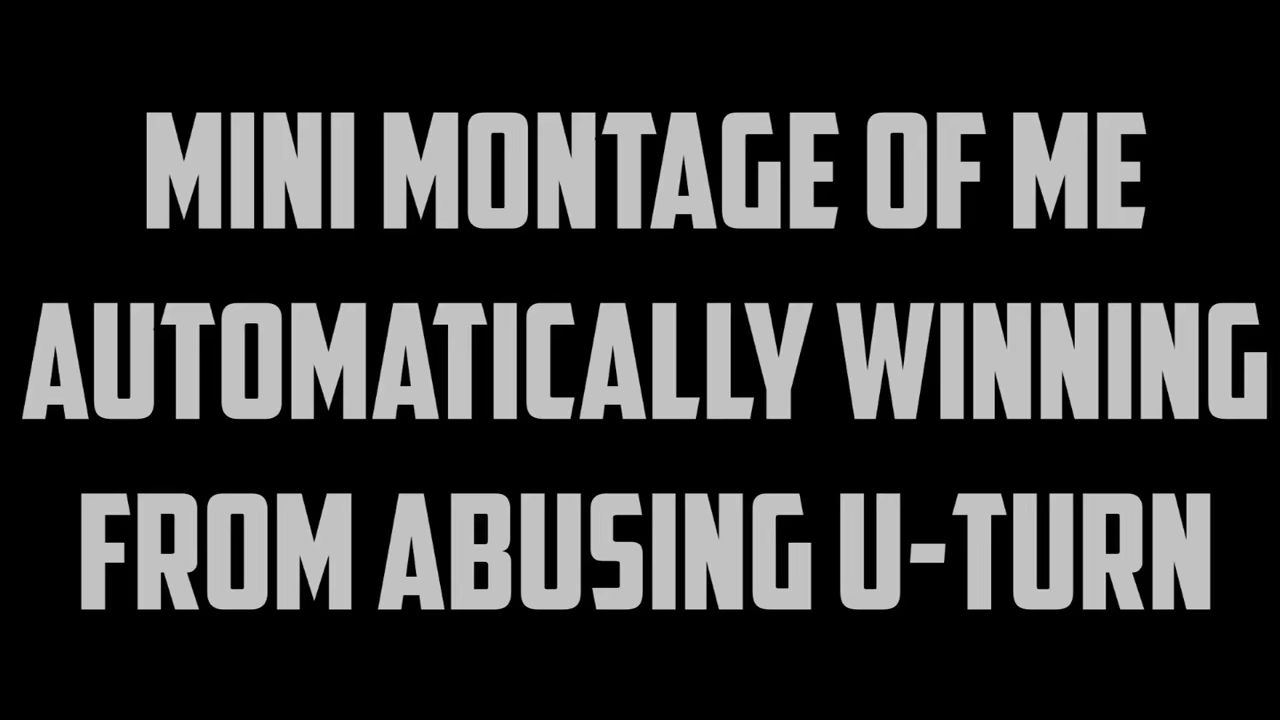 MINI MONTAGE OF ME
AUTOMATICALLY WINNING
FROM ABUSING U-TURN